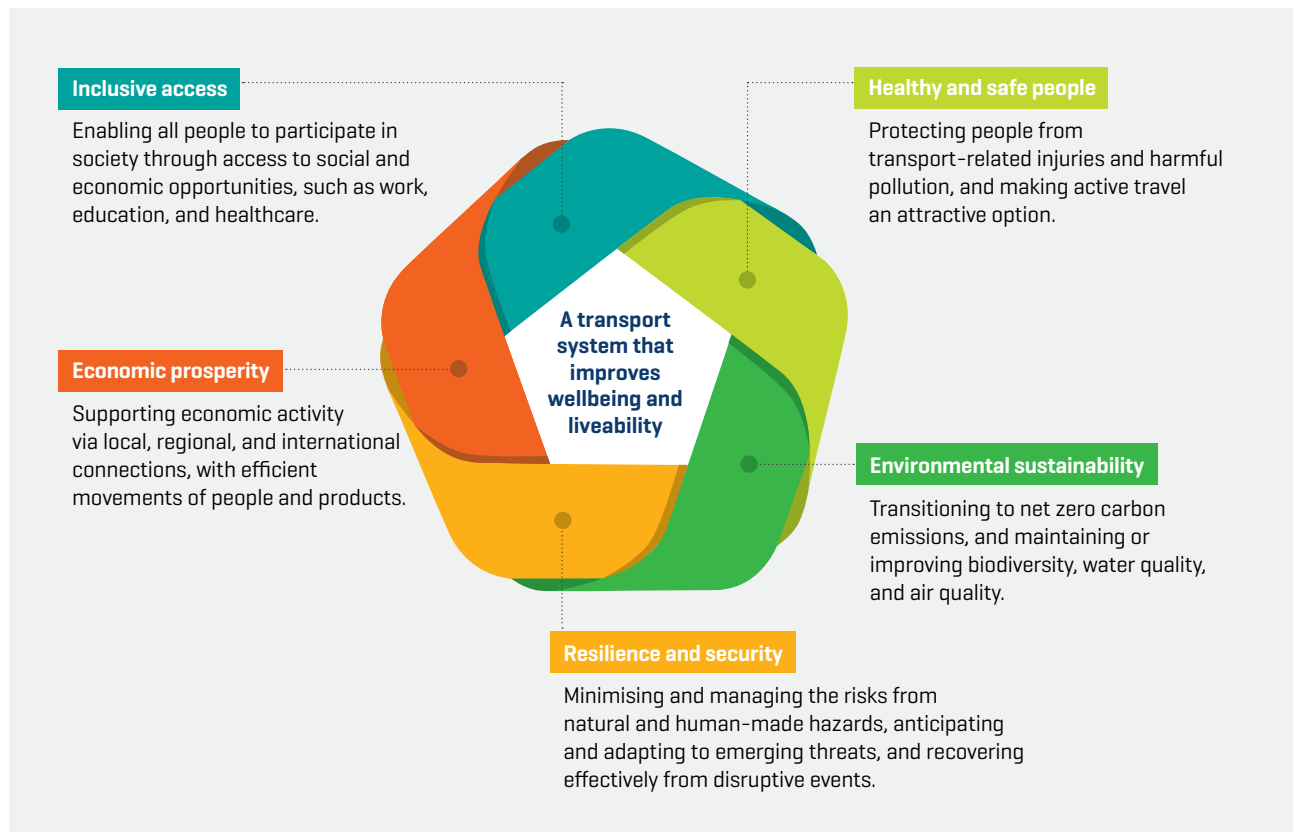 Inclusive access
Enabling all people to participate in
society through access to social and
economic opportunities, such as work,
education, and healthcare.
Healthy and safe people
Protecting people from
transport-related injuries and harmful
pollution, and making active travel
an attractive option.
A transport
system that
improves
wellbeing and
liveability
Economic prosperity
Supporting economic activity
via local, regional, and international
connections, with efficient
movements of people and products.
Environmental sustainability
Transitioning to net zero carbon
emissions, and maintaining or
improving biodiversity, water quality,
and air quality.
Resilience and security
Minimising and managing the risks from
natural and human-made hazards, anticipating
and adapting to emerging threats, and recovering
effectively from disruptive events.